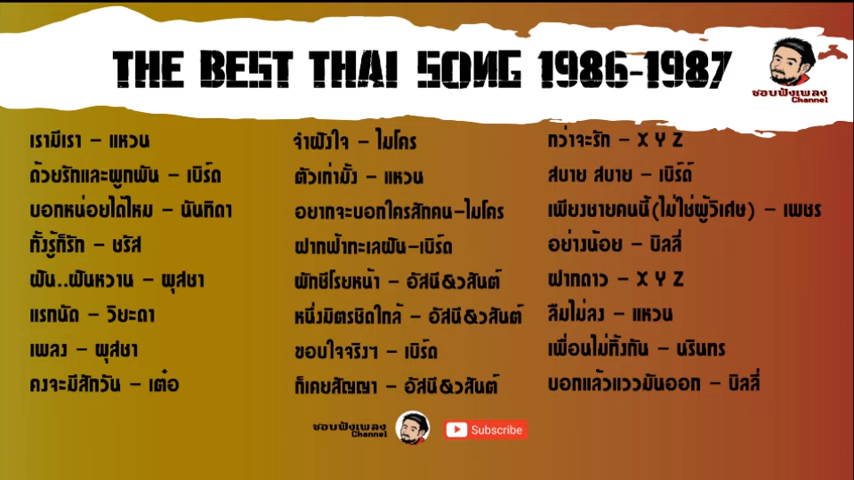 THE BEST THAI SONG 1986-1987
ชอบฟังเพลง
Channel
เรามีเรา – แหวน
ด้วยรักและผูกพัน – เบิร์ด
บอกหน่อยได้ไหม – นันทิดา
ทั้งรู้ก็รัก – ชรัส
ฝัน..ฝันหวาน – ผุสชา
แรกนัด – วิยะดา
เพลง – ผุสชา
คงจะมีสักวัน – เต๋อ
จำฝังใจ – ไมโคร
ตัวเก่ามั้ง – แหวน
อยากจะบอกใครสักคน–ไมโคร
ฝากฟ้าทะเลฝัน–เบิร์ด
ผักชีโรยหน้า – อัสนี&วสันต์
หนึ่งมิตรชิดใกล้ – อัสนี&วสันต์
ขอบใจจริงๆ – เบิร์ด
ก็เคยสัญญา – อัสนี&วสันต์
กว่าจะรัก – X Y Z
สบาย สบาย – เบิร์ด์
เพียงชายคนนี้(ไม่ใช่ผู้วิเศษ) – เพชร
อย่างน้อย – บิลลี่
ฝากดาว – X Y Z
ลืมไม่ลง – แหวน
เพื่อนไม่ทิ้งกัน – นรินทร
บอกแล้วแววมันออก – บิลลี่
ชอบฟังเพลง
Channel
Subscribe